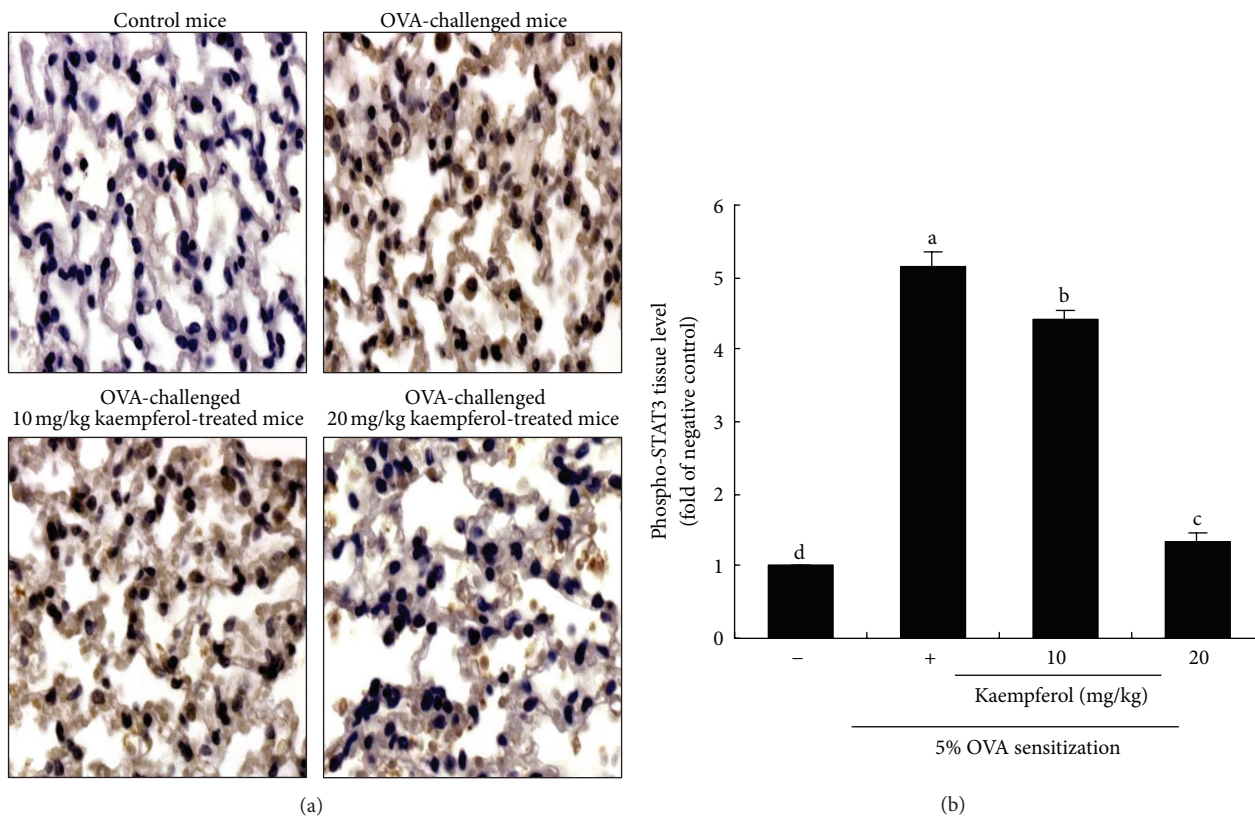 Control mice
OVA-challenged mice
OVA-challenged
10 mg/kg kaempferol-treated mice
OVA-challenged
20 mg/kg kaempferol-treated mice
(a)
Phospho-STAT3 tissue level
(fold of negative control)
6
5
4
3
2
1
0
d
a
b
c
−
+
10
20
Kaempferol (mg/kg)
5% OVA sensitization
(b)